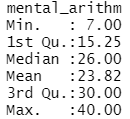 mental_arithm
Min.   : 7.00
1st Qu.:15.25
Median :26.00
Mean   :23.82
3rd Qu.:30.00
Max.   :40.00